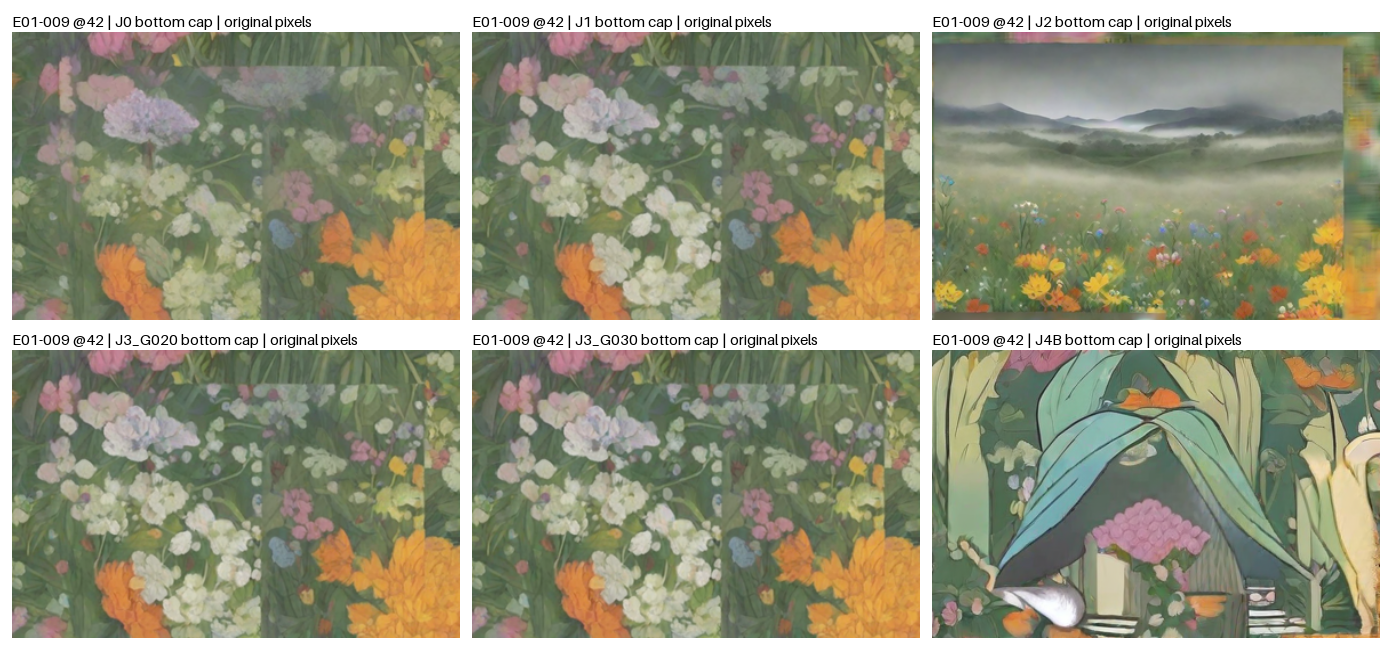 E01-009 @42 | J0 bottom cap | original pixels
E01-009 @42 | J1 bottom cap | original pixels
E01-009 @42 | J2 bottom cap | original pixels
E01-009 @42 | J3_G020 bottom cap | original pixels
E01-009 @42 | J3_G030 bottom cap | original pixels
E01-009 @42 | J4B bottom cap | original pixels